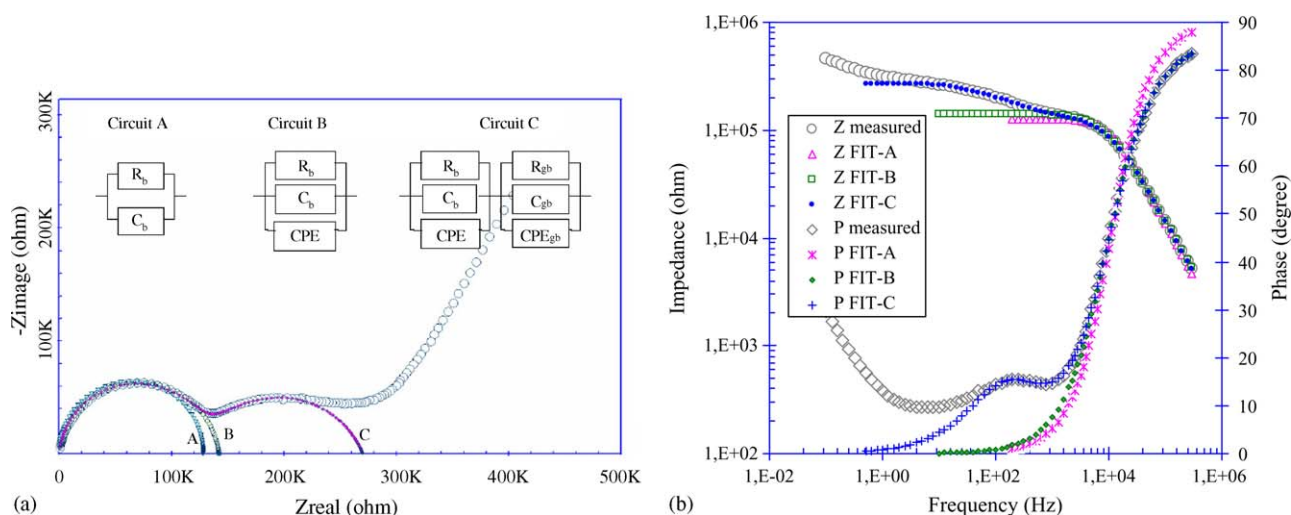 300K
200K
100K
-Zimage (ohm)
Circuit A
Circuit B
Circuit C
R_b
C_b
R_b
C_b
CPE
R_b
C_b
CPE
R_gb
C_gb
CPE_gb
A
B
C
0
100K
200K
300K
400K
500K
Zreal (ohm)
(a)
1,E+06
1,E+05
1,E+04
1,E+03
1,E+02
Impedance (ohm)
Z measured
Z FIT-A
Z FIT-B
Z FIT-C
P measured
P FIT-A
P FIT-B
P FIT-C
90
80
70
60
50
40
30
20
10
0
Phase (degree)
1,E-02
1,E+00
1,E+02
1,E+04
1,E+06
Frequency (Hz)
(b)